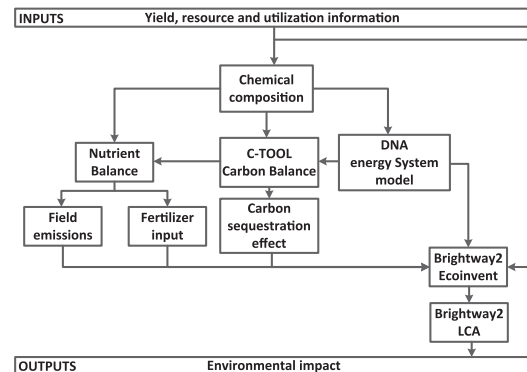 INPUTS Yield, resource and utilization information
Chemical
composition
Nutrient
Balance
C-TOOL
Carbon Balance
DNA
energy System
model
Field
emissions
Fertilizer
input
Carbon
sequestration
effect
Brightway2
Ecoinvent
Brightway2
LCA
OUTPUTS Environmental impact